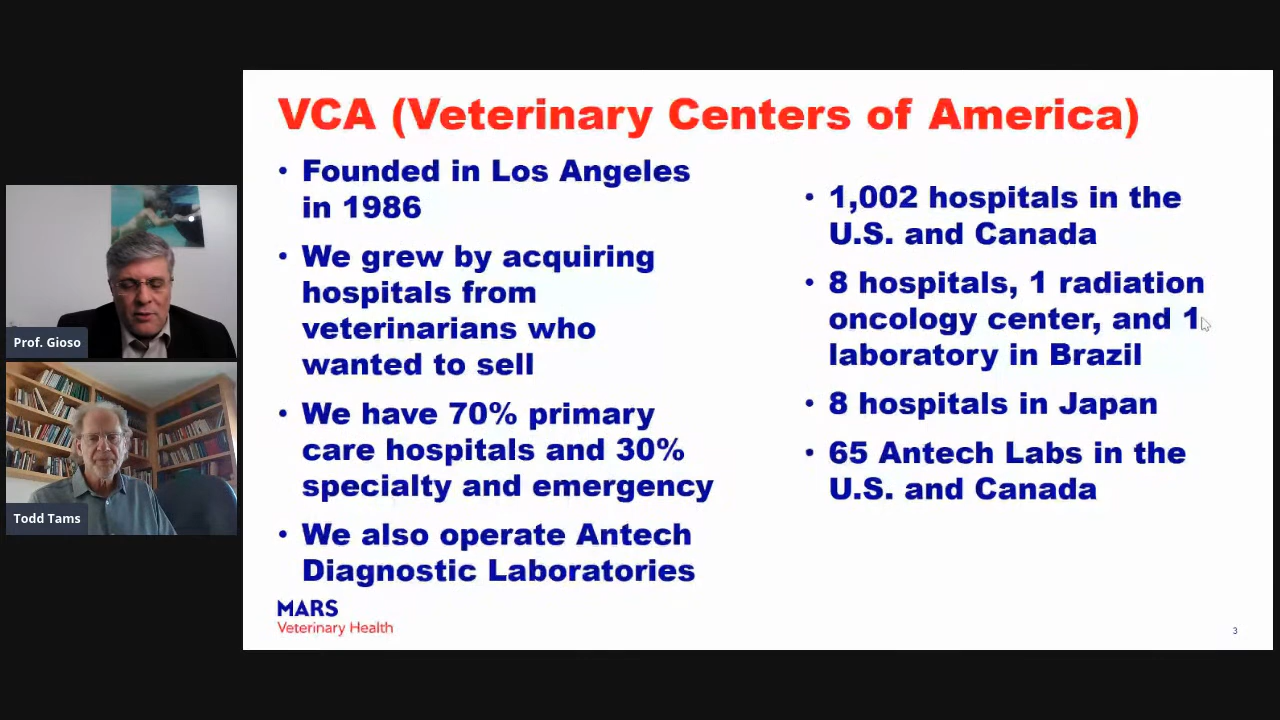 VCA (Veterinary Centers of America)
• Founded in Los Angeles
in 1986
• We grew by acquiring
hospitals from
veterinarians who
wanted to sell
• We have 70% primary
care hospitals and 30%
specialty and emergency
• We also operate Antech
Diagnostic Laboratories
• 1,002 hospitals in the
U.S. and Canada
• 8 hospitals, 1 radiation
oncology center, and 1
laboratory in Brazil
• 8 hospitals in Japan
• 65 Antech Labs in the
U.S. and Canada
MARS
Veterinary Health
3
Prof. Gioso
Todd Tams